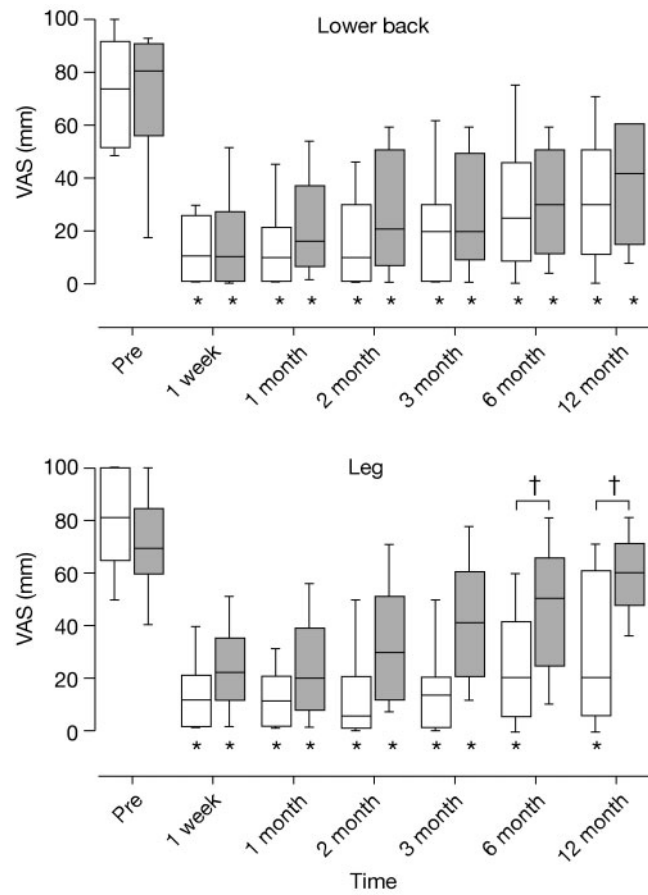 Lower back
VAS (mm)
100
80
60
40
20
0
* * * * * * * * * * * *
Pre
1 week
1 month
2 month
3 month
6 month
12 month
Leg
VAS (mm)
100
80
60
40
20
0
† †
* * * * * * * * * *
Pre
1 week
1 month
2 month
3 month
6 month
12 month
Time